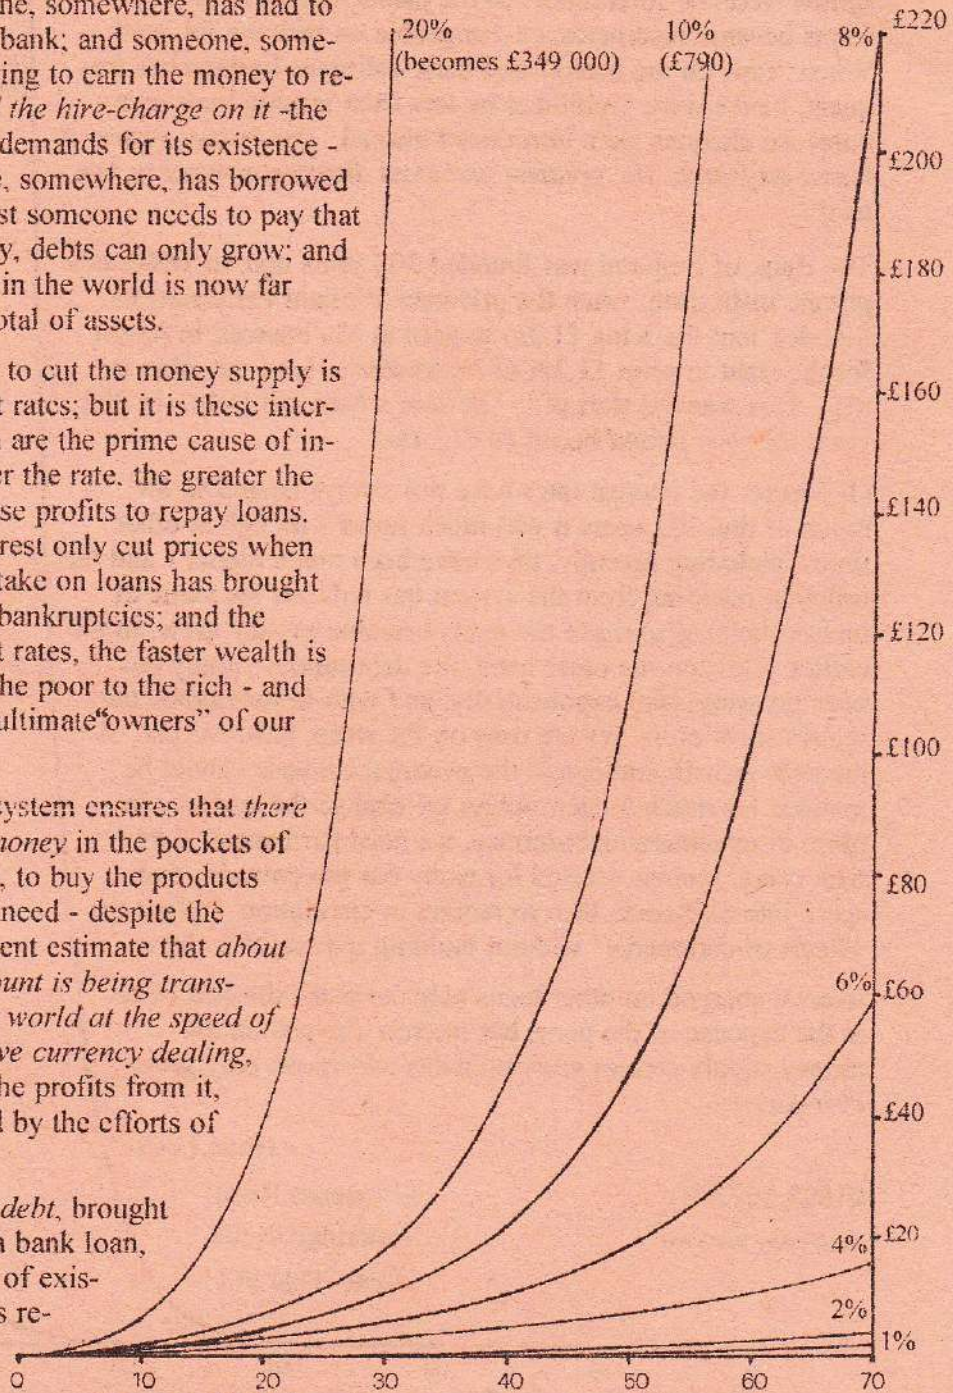 ne, somewhere, has had to
bank; and someone, some-
ing to earn the money to re-
the hire-charge on it -the
demands for its existence -
, somewhere, has borrowed
st someone needs to pay that
y, debts can only grow; and
in the world is now far
otal of assets.
to cut the money supply is
t rates; but it is these inter-
are the prime cause of in-
er the rate. the greater the
se profits to repay loans.
rest only cut prices when
take on loans has brought
bankruptcies; and the
t rates, the faster wealth is
he poor to the rich - and
ultimate "owners" of our
system ensures that there
money in the pockets of
, to buy the products
need - despite the
ent estimate that about
ount is being trans-
world at the speed of
ve currency dealing,
he profits from it,
l by the efforts of
debt, brought
a bank loan,
of exis-
s re-
20%
(becomes £349 000)
10%
(£790)
8%
£220
£200
£180
£160
£140
£120
£100
£80
6%
£60
£40
£20
4%
2%
1%
0 10 20 30 40 50 60 70